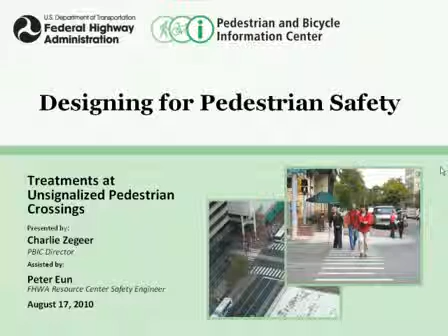 U.S. Department of Transportation
Federal Highway
Administration
Pedestrian and Bicycle
Information Center
Designing for Pedestrian Safety
Treatments at
Unsignalized Pedestrian
Crossings
Presented by:
Charlie Zegeer
PBIC Director
Assisted by:
Peter Eun
FHWA Resource Center Safety Engineer
August 17, 2010